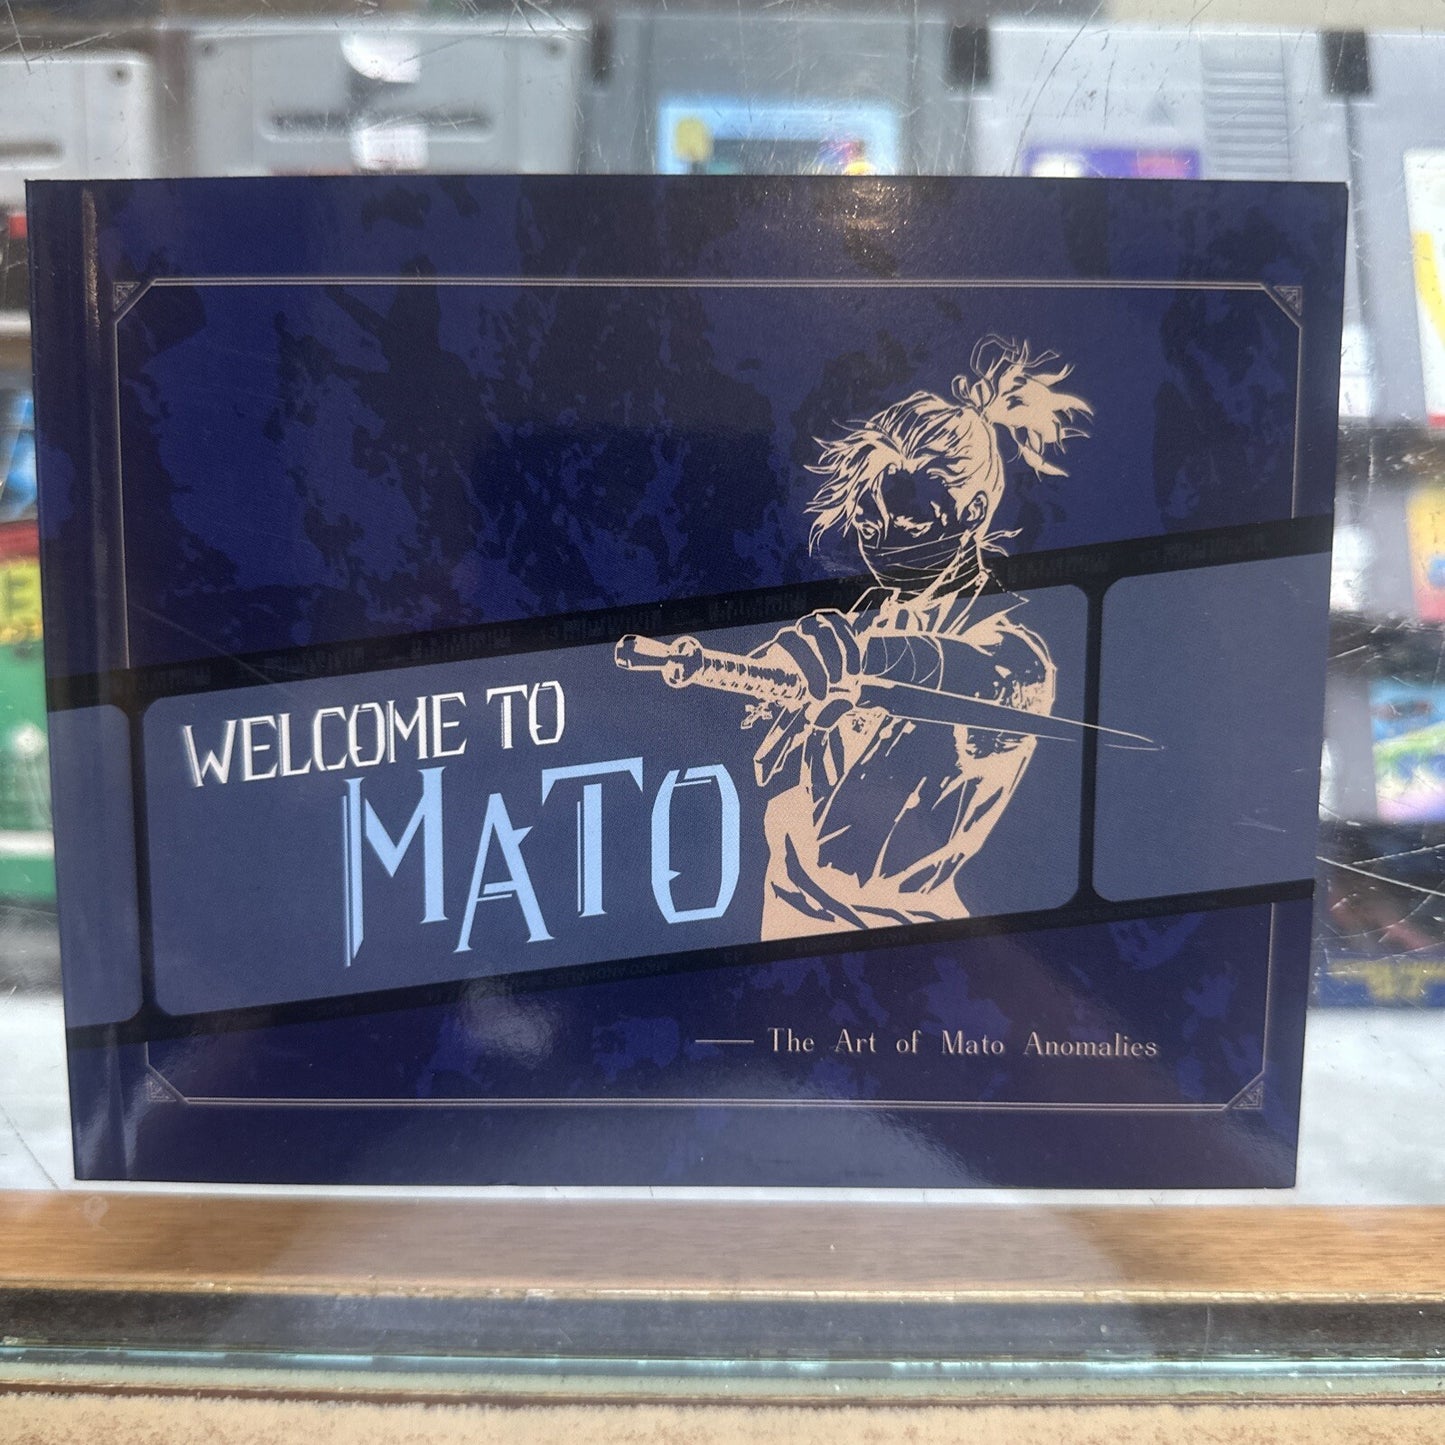 WELCOME TO
MATO
The Art of Mato Anomalies